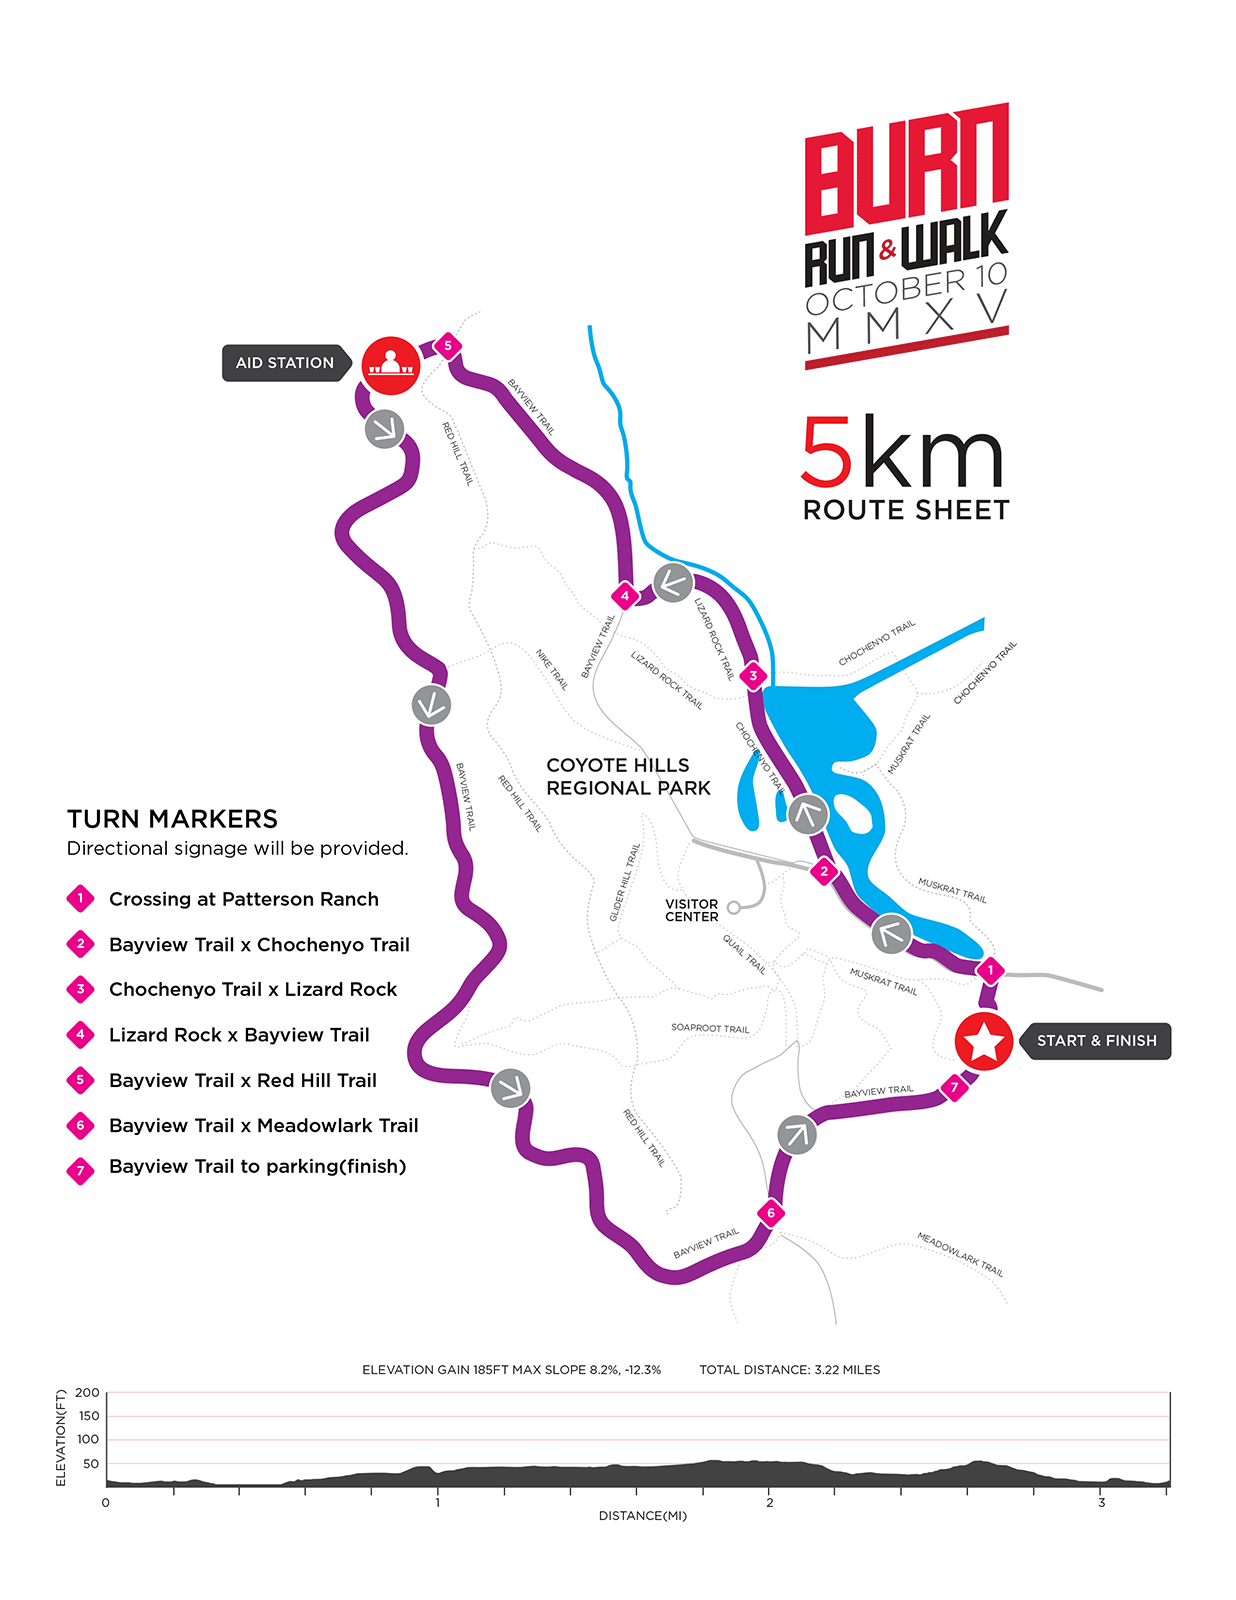 BURN
RUN & WALK
OCTOBER 10
MMXV
5km
ROUTE SHEET
AID STATION
5
BAYVIEW TRAIL
RED HILL TRAIL
4
LIZARD ROCK TRAIL
BAYVIEW TRAIL
NIKE TRAIL
LIZARD ROCK TRAIL
3
CHOCHENYO TRAIL
CHOCHENYO TRAIL
CHOCHENYO TRAIL
MUSKRAT TRAIL
COYOTE HILLS
REGIONAL PARK
BAYVIEW TRAIL
RED HILL TRAIL
GLIDER HILL TRAIL
2
VISITOR
CENTER
MUSKRAT TRAIL
QUAIL TRAIL
MUSKRAT TRAIL
1
SOAPROOT TRAIL
START & FINISH
7
BAYVIEW TRAIL
RED HILL TRAIL
6
BAYVIEW TRAIL
MEADOWLARK TRAIL
TURN MARKERS
Directional signage will be provided.
1 Crossing at Patterson Ranch
2 Bayview Trail x Chochenyo Trail
3 Chochenyo Trail x Lizard Rock
4 Lizard Rock x Bayview Trail
5 Bayview Trail x Red Hill Trail
6 Bayview Trail x Meadowlark Trail
7 Bayview Trail to parking(finish)
ELEVATION GAIN 185FT MAX SLOPE 8.2%, -12.3% TOTAL DISTANCE: 3.22 MILES
ELEVATION(FT)
200
150
100
50
0 1 2 3
DISTANCE(MI)